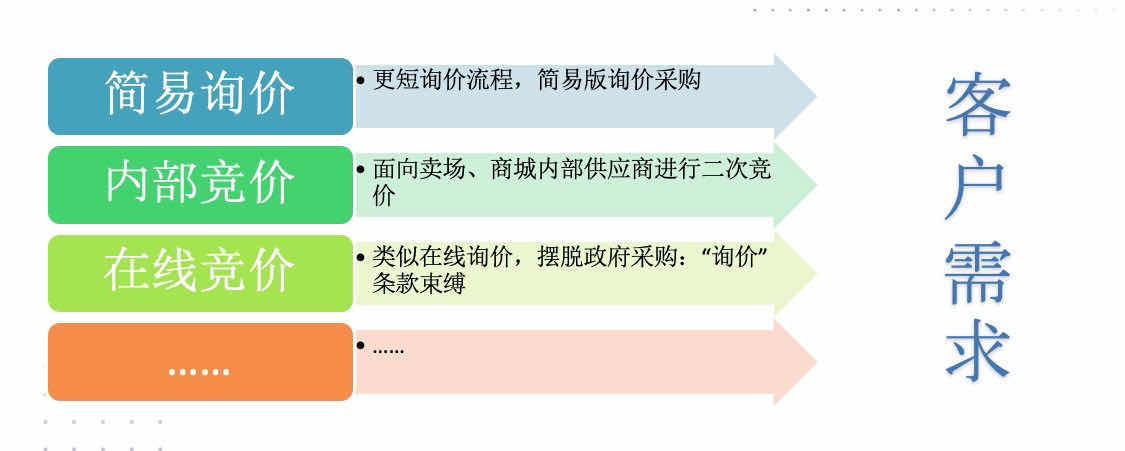 简易询价
• 更短询价流程，简易版询价采购
内部竞价
• 面向卖场、商城内部供应商进行二次竞
价
在线竞价
• 类似在线询价，摆脱政府采购：“询价”
条款束缚
……
• ……
客
户
需
求